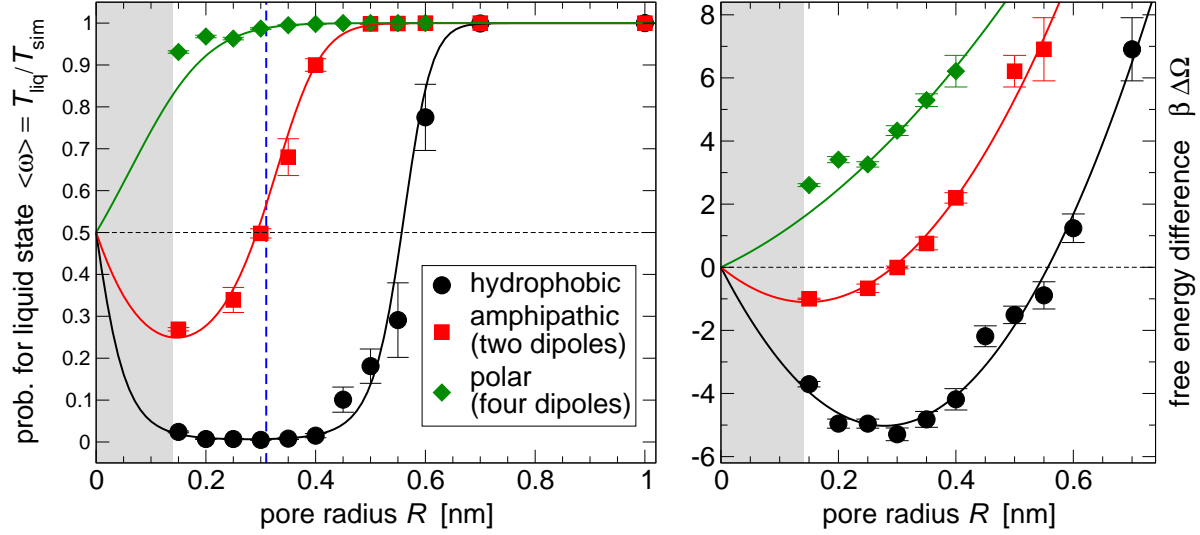 prob. for liquid state <ω> = T_liq / T_sim
1
0.9
0.8
0.7
0.6
0.5
0.4
0.3
0.2
0.1
0
0 0.2 0.4 0.6 0.8 1
pore radius R [nm]
hydrophobic
amphipathic
(two dipoles)
polar
(four dipoles)
8
6
4
2
0
-2
-4
-6
0 0.2 0.4 0.6
pore radius R [nm]
free energy difference β ΔΩ